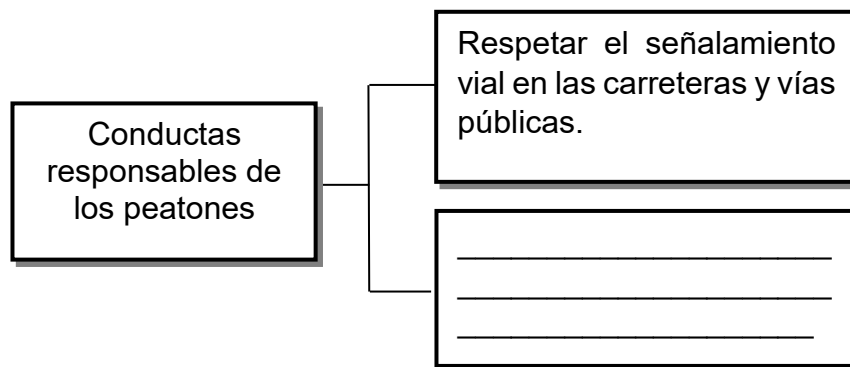 Conductas
responsables de
los peatones
Respetar el señalamiento
vial en las carreteras y vías
públicas.